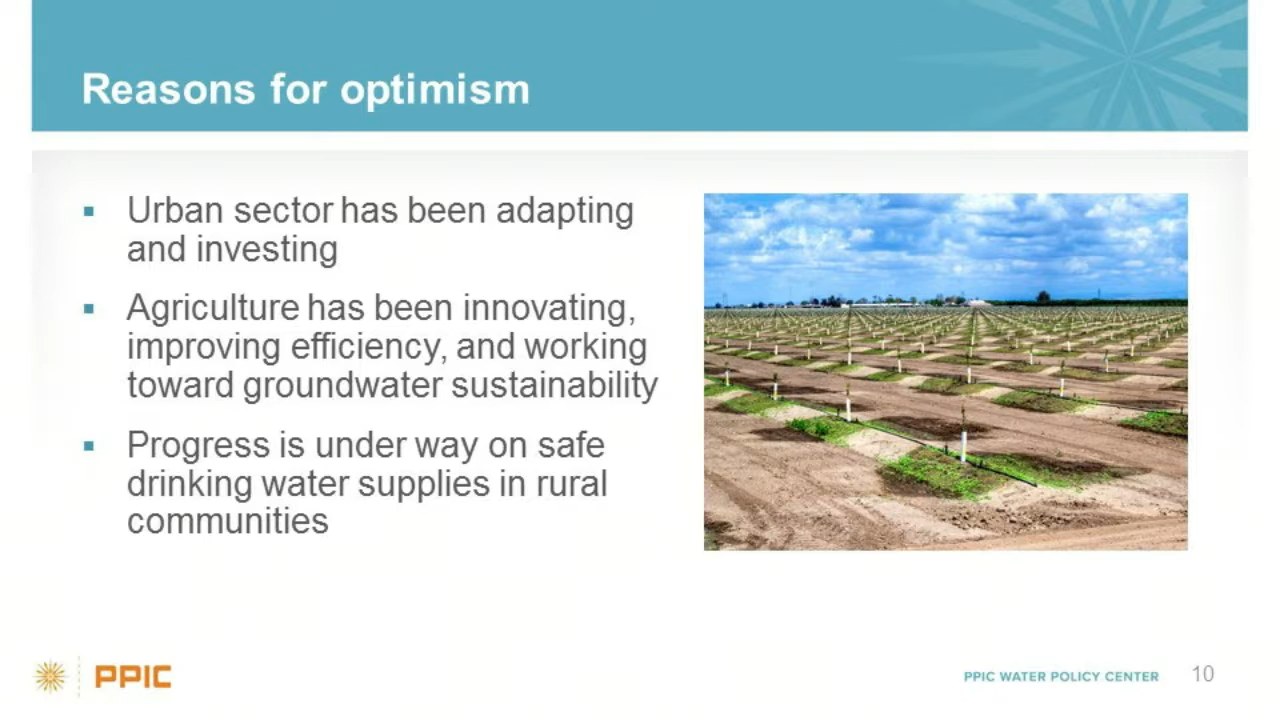 Reasons for optimism
Urban sector has been adapting
and investing
Agriculture has been innovating,
improving efficiency, and working
toward groundwater sustainability
Progress is under way on safe
drinking water supplies in rural
communities
PPIC
PPIC WATER POLICY CENTER
10